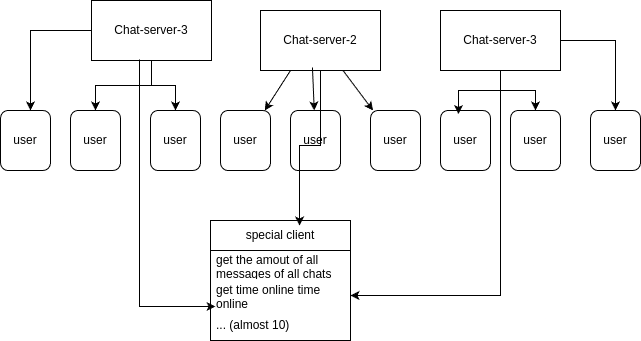 Chat-server-3
Chat-server-2
Chat-server-3
user
user
user
user
user
user
user
user
user
special client
get the amout of all
messages of all chats
get time online time
online
... (almost 10)